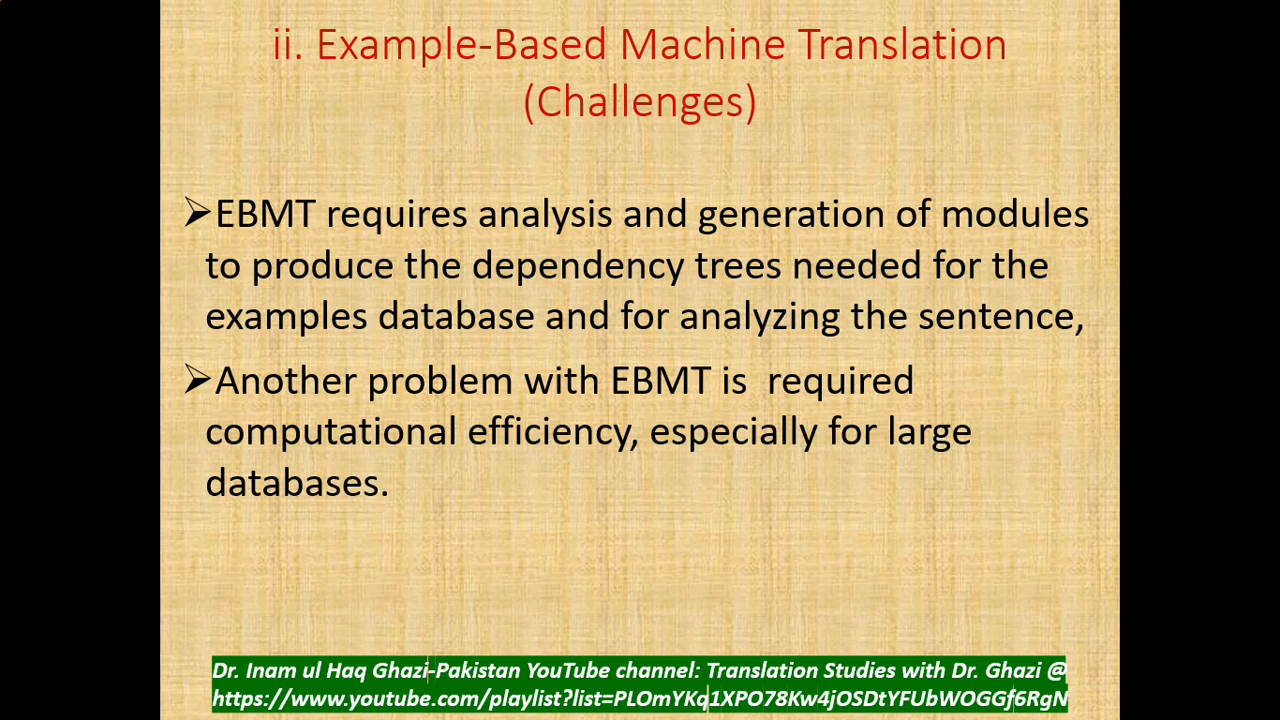 ii. Example-Based Machine Translation
(Challenges)
➢EBMT requires analysis and generation of modules
to produce the dependency trees needed for the
examples database and for analyzing the sentence,
➢Another problem with EBMT is  required
computational efficiency, especially for large
databases.
Dr. Inam ul Haq Ghazi-Pakistan YouTube channel: Translation Studies with Dr. Ghazi @
https://www.youtube.com/playlist?list=PLOmYKq1XPO78Kw4jOSDtYFUbWOGGf6RgN